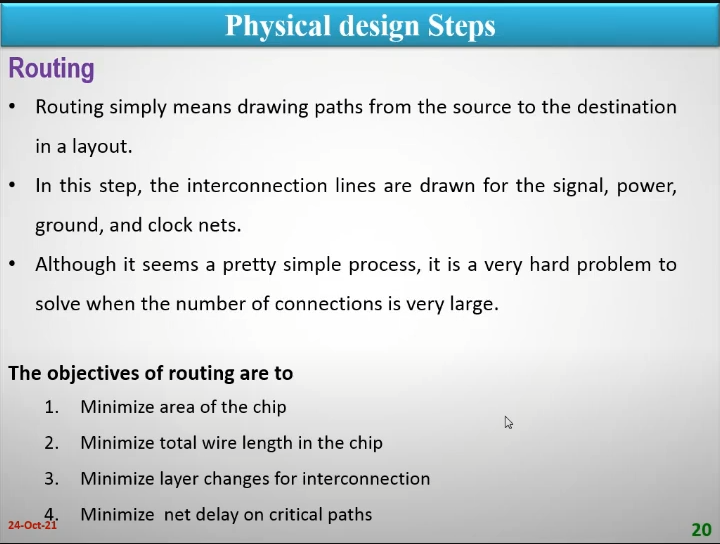 Physical design Steps
Routing
• Routing simply means drawing paths from the source to the destination
in a layout.
• In this step, the interconnection lines are drawn for the signal, power,
ground, and clock nets.
• Although it seems a pretty simple process, it is a very hard problem to
solve when the number of connections is very large.
The objectives of routing are to
1. Minimize area of the chip
2. Minimize total wire length in the chip
3. Minimize layer changes for interconnection
4. Minimize net delay on critical paths
24-Oct-21
20